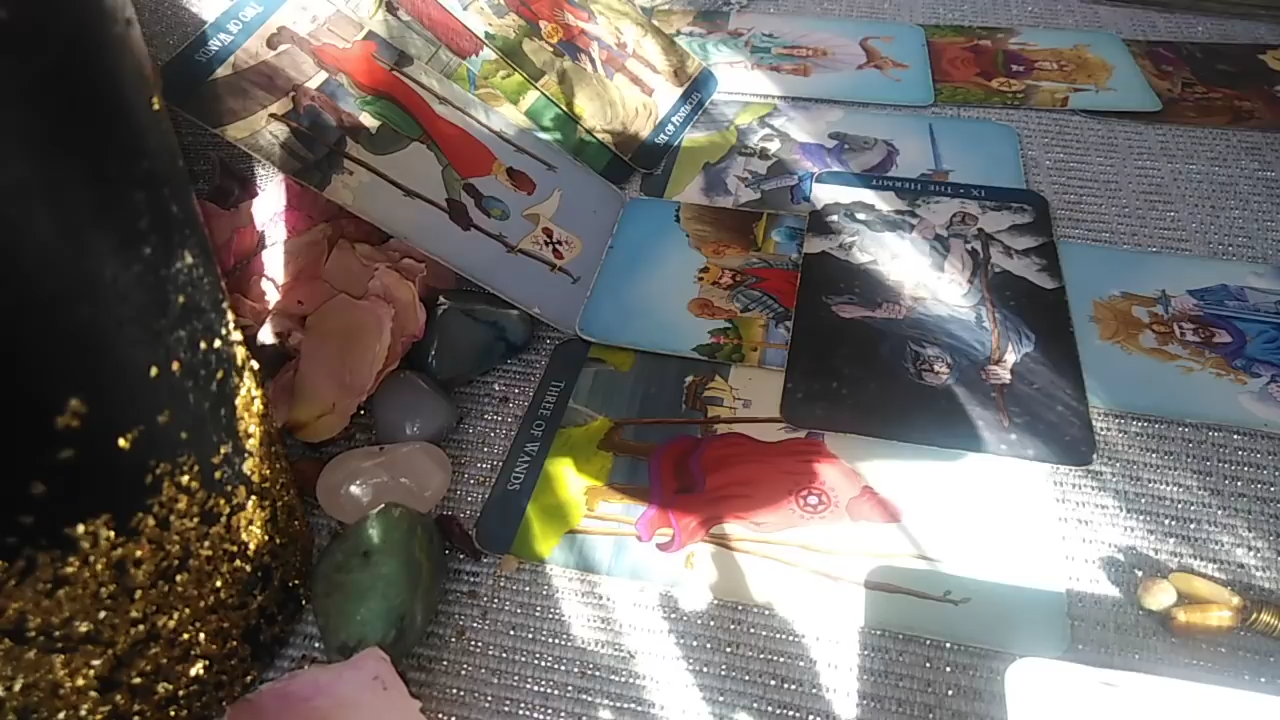 TWO OF WANDS
SIX OF PENTACLES
IX • THE HERMIT
THREE OF WANDS